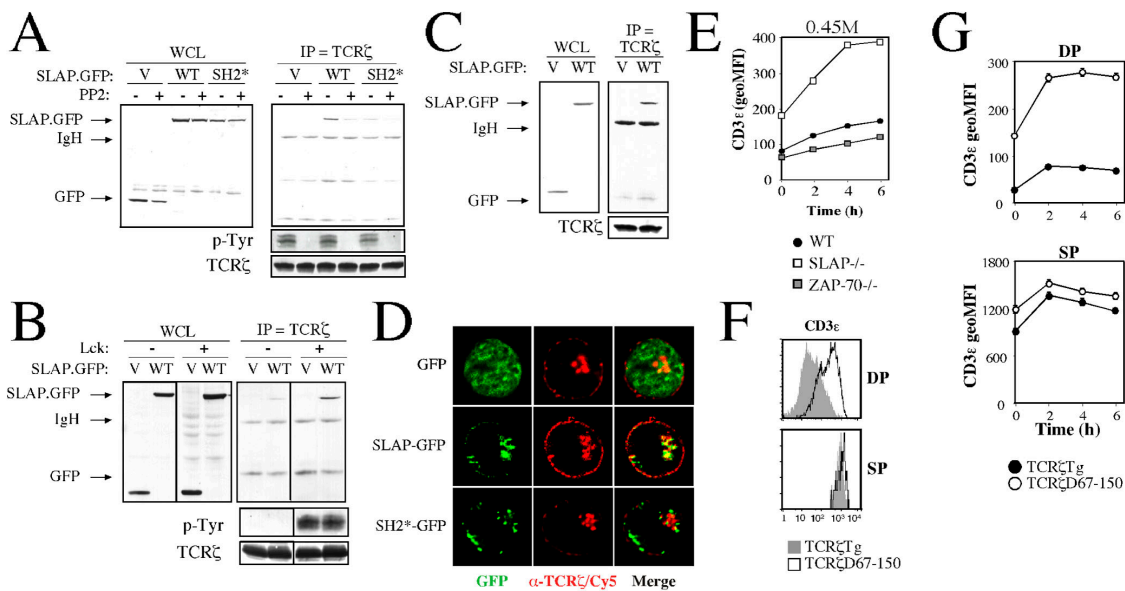 A
WCL
IP = TCRζ
SLAP.GFP: V WT SH2* V WT SH2*
PP2: - + - + - + - + - + - +
SLAP.GFP
IgH
GFP
p-Tyr
TCRζ
B
WCL
IP = TCRζ
Lck: - + - +
SLAP.GFP: V WT V WT V WT V WT
SLAP.GFP
IgH
GFP
p-Tyr
TCRζ
C
WCL
IP = TCRζ
SLAP.GFP: V WT V WT
SLAP.GFP
IgH
GFP
TCRζ
D
GFP
SLAP-GFP
SH2*-GFP
GFP α-TCRζ/Cy5 Merge
E
0.45M
CD3ε (geoMFI)
400
300
200
100
0
0 2 4 6
Time (h)
WT
SLAP-/-
ZAP-70-/-
F
CD3ε
DP
SP
1 10² 10³ 10⁴
TCRζTg
TCRζD67-150
G
DP
CD3ε geoMFI
300
200
100
0
0 2 4 6
SP
CD3ε geoMFI
1800
1200
600
0
0 2 4 6
Time (h)
TCRζTg
TCRζD67-150